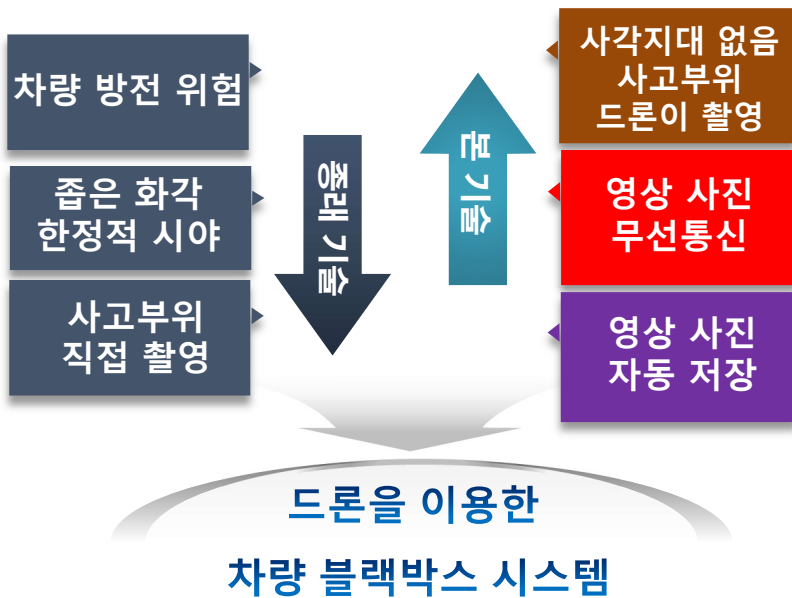 차량 방전 위험
좁은 화각
한정적 시야
사고부위
직접 촬영
종래 기술
본 기술
사각지대 없음
사고부위
드론이 촬영
영상 사진
무선통신
영상 사진
자동 저장
드론을 이용한
차량 블랙박스 시스템